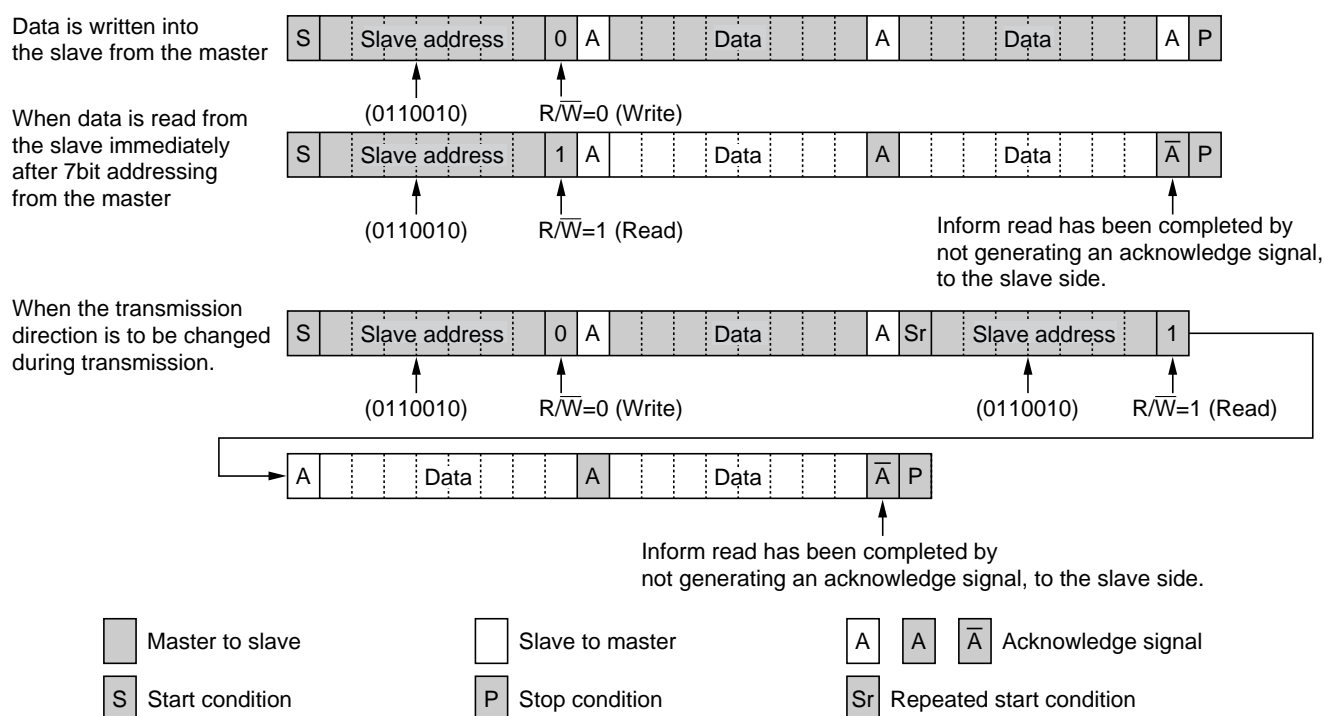 Data is written into
the slave from the master
S Slave address 0 A Data A Data A P
(0110010) R/W̅=0 (Write)
When data is read from
the slave immediately
after 7bit addressing
from the master
S Slave address 1 A Data A Data A̅ P
(0110010) R/W̅=1 (Read)
Inform read has been completed by
not generating an acknowledge signal,
to the slave side.
When the transmission
direction is to be changed
during transmission.
S Slave address 0 A Data A Sr Slave address 1
(0110010) R/W̅=0 (Write) (0110010) R/W̅=1 (Read)
A Data A Data A̅ P
Inform read has been completed by
not generating an acknowledge signal, to the slave side.
Master to slave Slave to master A A A̅ Acknowledge signal
S Start condition P Stop condition Sr Repeated start condition